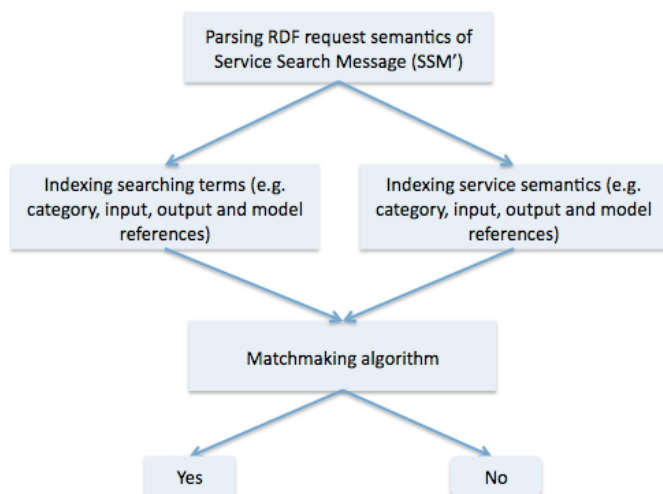 Parsing RDF request semantics of
Service Search Message (SSM’)
Indexing searching terms (e.g.
category, input, output and model
references)
Indexing service semantics (e.g.
category, input, output and model
references)
Matchmaking algorithm
Yes
No